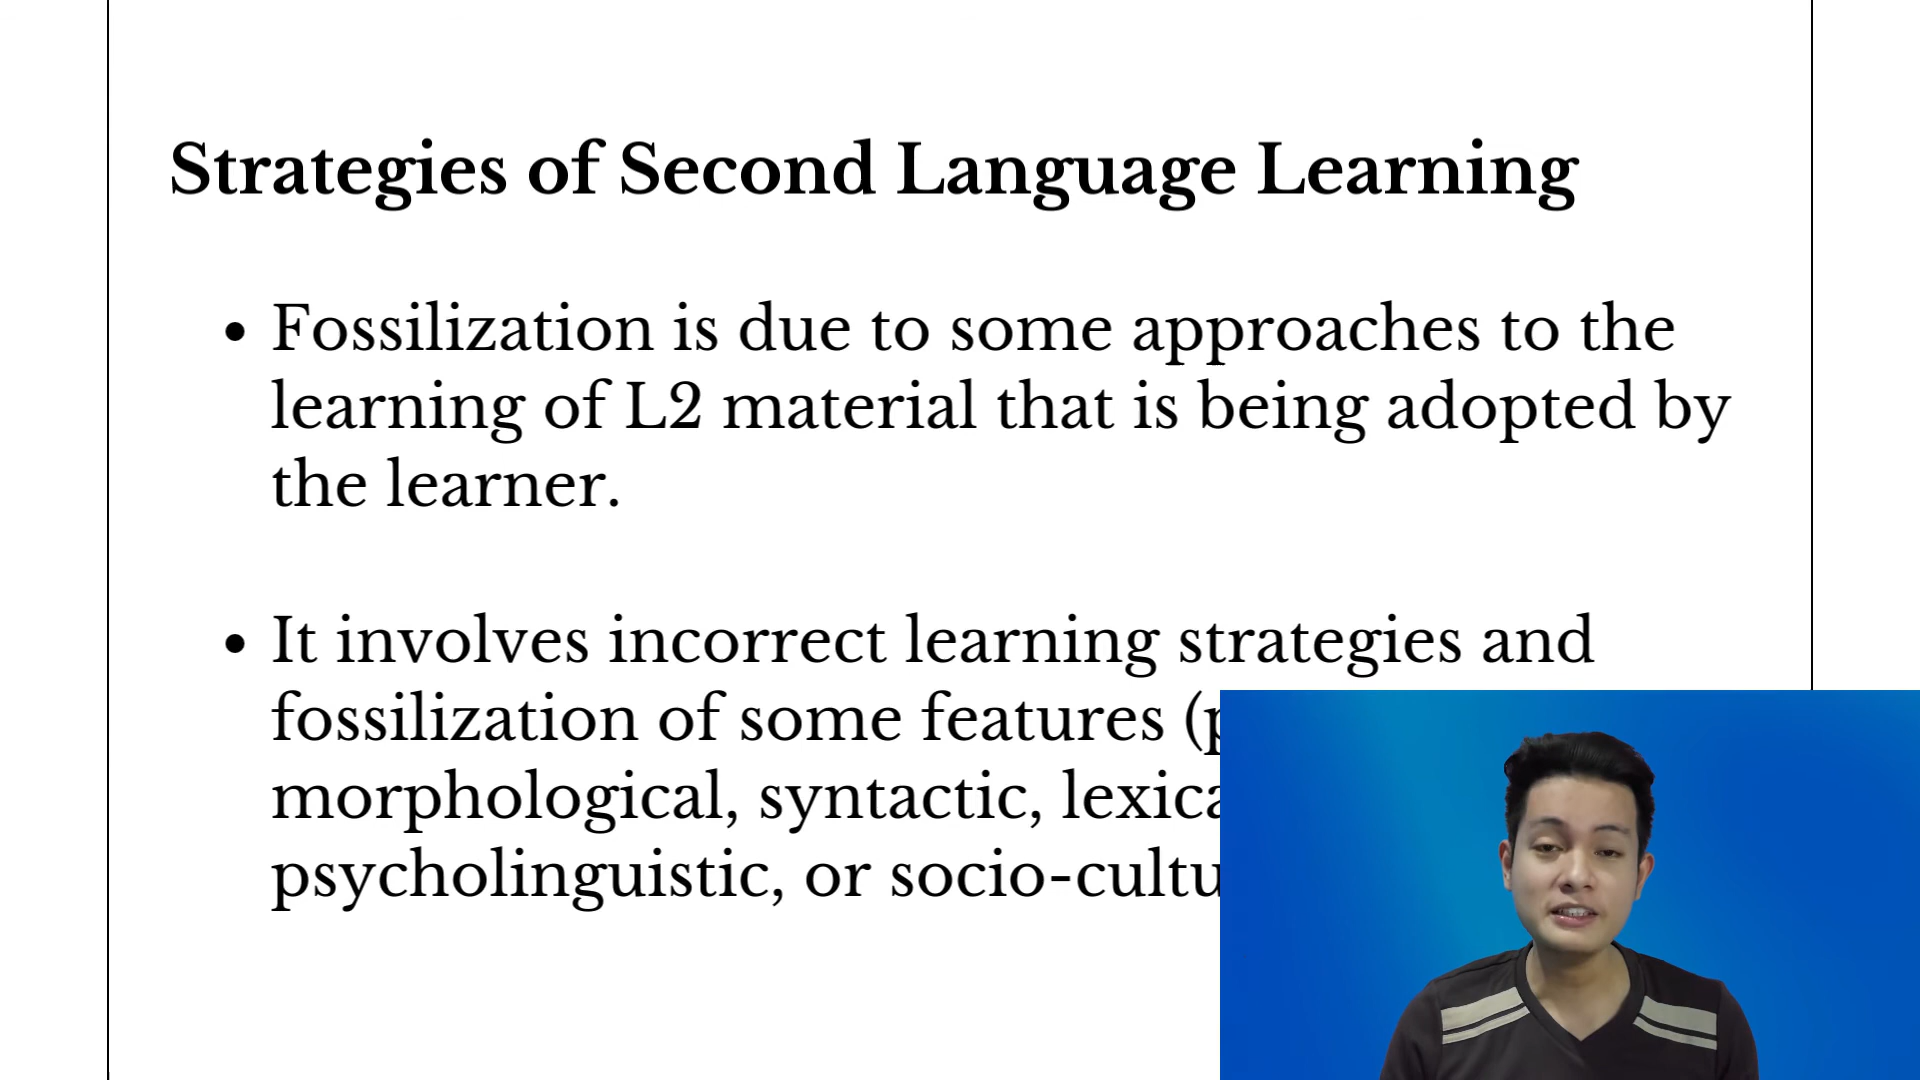 Strategies of Second Language Learning
• Fossilization is due to some approaches to the
learning of L2 material that is being adopted by
the learner.
• It involves incorrect learning strategies and
fossilization of some features (
morphological, syntactic,
psycholinguistic, or